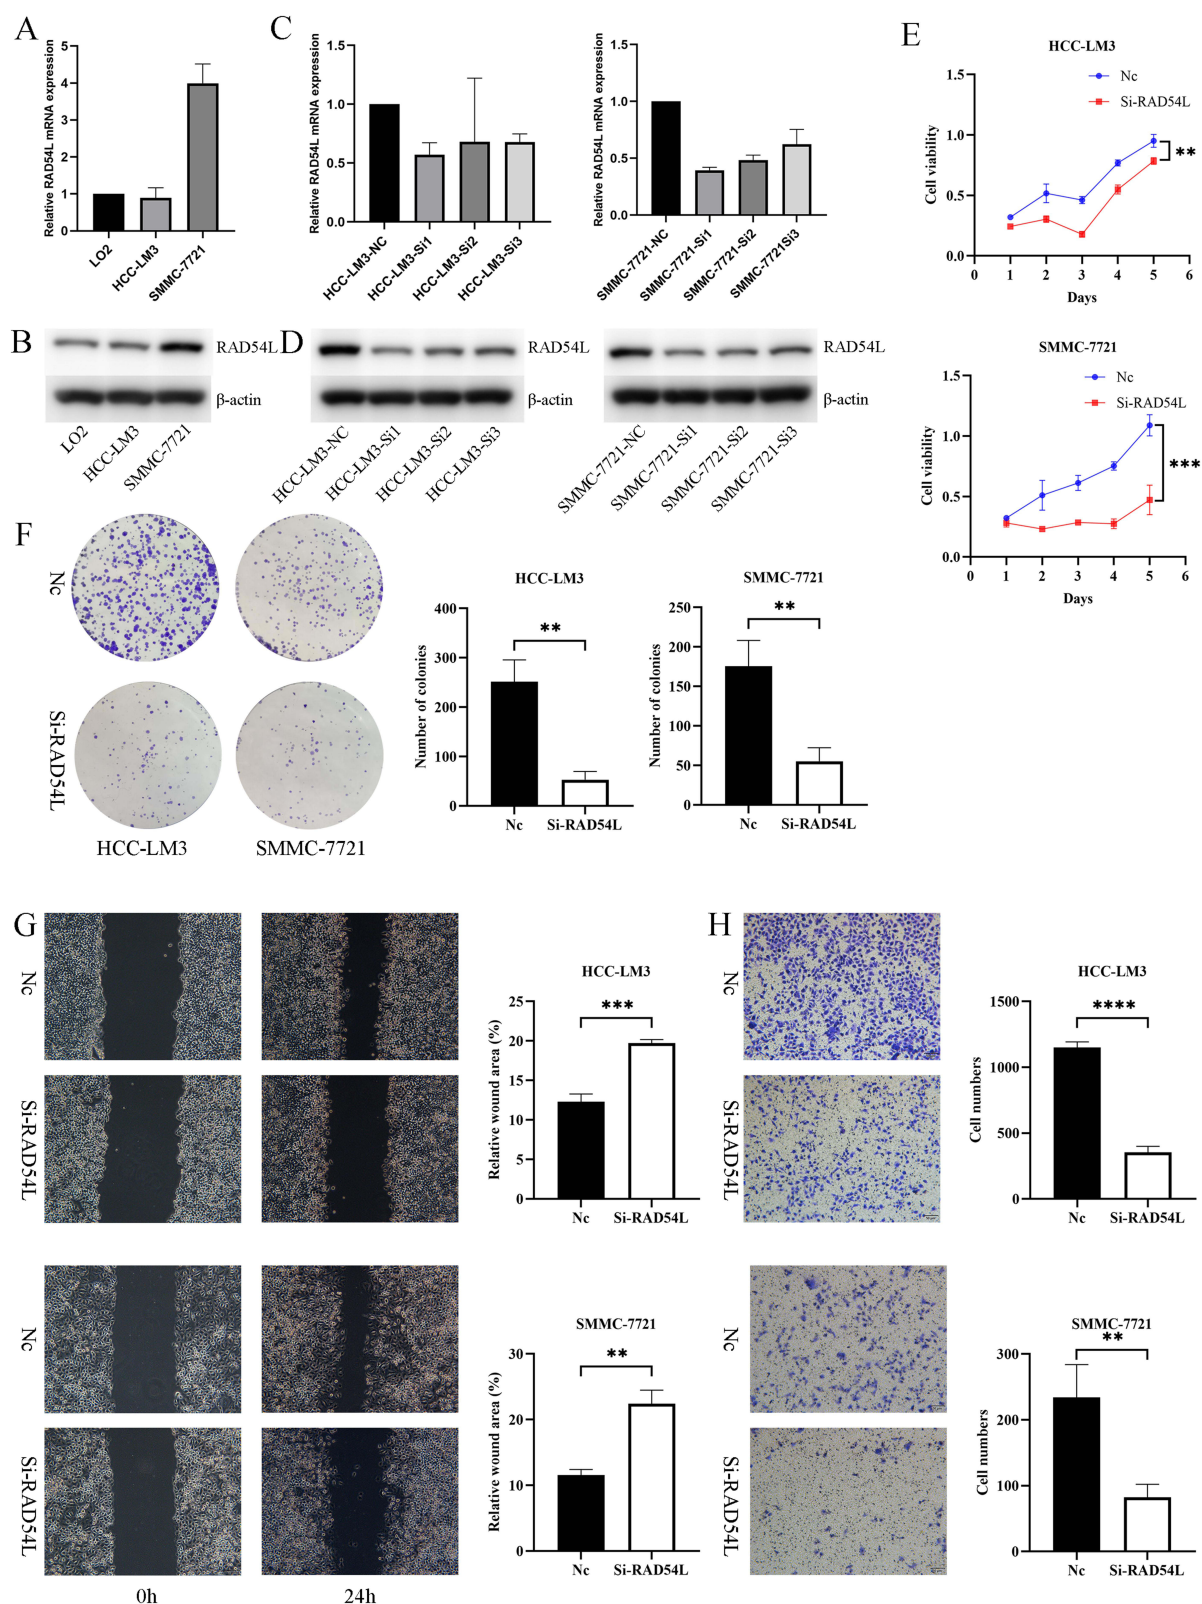 A
Relative RAD54L mRNA expression
5
4
3
2
1
0
LO2
HCC-LM3
SMMC-7721
C
Relative RAD54L mRNA expression
1.5
1.0
0.5
0.0
HCC-LM3-NC
HCC-LM3-Si1
HCC-LM3-Si2
HCC-LM3-Si3
Relative RAD54L mRNA expression
1.5
1.0
0.5
0.0
SMMC-7721-NC
SMMC-7721-Si1
SMMC-7721-Si2
SMMC-7721Si3
E
HCC-LM3
Nc
Si-RAD54L
Cell viability
1.5
1.0
0.5
0.0
**
0 1 2 3 4 5 6
Days
SMMC-7721
Nc
Si-RAD54L
Cell viability
1.5
1.0
0.5
0.0
***
0 1 2 3 4 5 6
Days
B
RAD54L
β-actin
LO2
HCC-LM3
SMMC-7721
D
RAD54L
β-actin
HCC-LM3-NC
HCC-LM3-Si1
HCC-LM3-Si2
HCC-LM3-Si3
RAD54L
β-actin
SMMC-7721-NC
SMMC-7721-Si1
SMMC-7721-Si2
SMMC-7721-Si3
F
Nc
Si-RAD54L
HCC-LM3
SMMC-7721
HCC-LM3
Number of colonies
400
300
200
100
0
**
Nc Si-RAD54L
SMMC-7721
Number of colonies
250
200
150
100
50
0
**
Nc Si-RAD54L
G
Nc
Si-RAD54L
Nc
Si-RAD54L
0h
24h
HCC-LM3
Relative wound area (%)
25
20
15
10
5
0
***
Nc Si-RAD54L
SMMC-7721
Relative wound area (%)
30
20
10
0
**
Nc Si-RAD54L
H
Nc
Si-RAD54L
Nc
Si-RAD54L
HCC-LM3
Cell numbers
1500
1000
500
0
****
Nc Si-RAD54L
SMMC-7721
Cell numbers
300
200
100
0
**
Nc Si-RAD54L